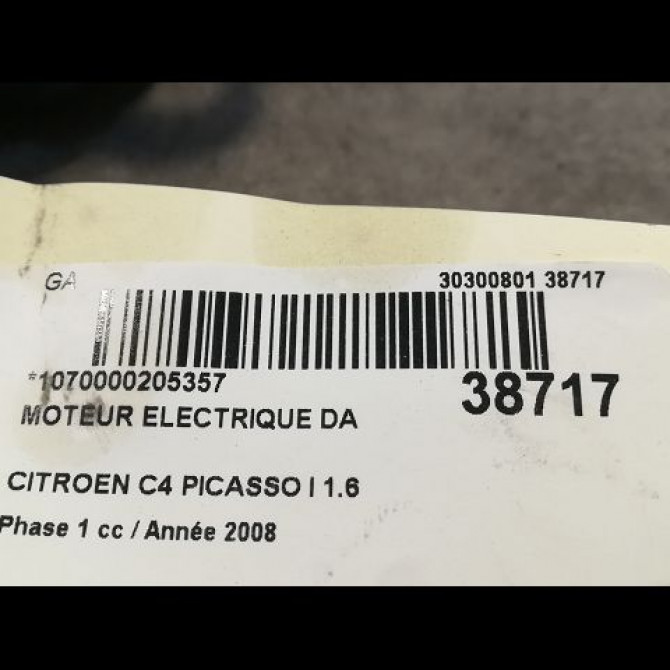 GA 30300801 38717
*1070000205357 38717
MOTEUR ELECTRIQUE DA
CITROEN C4 PICASSO I 1.6
Phase 1 cc / Année 2008